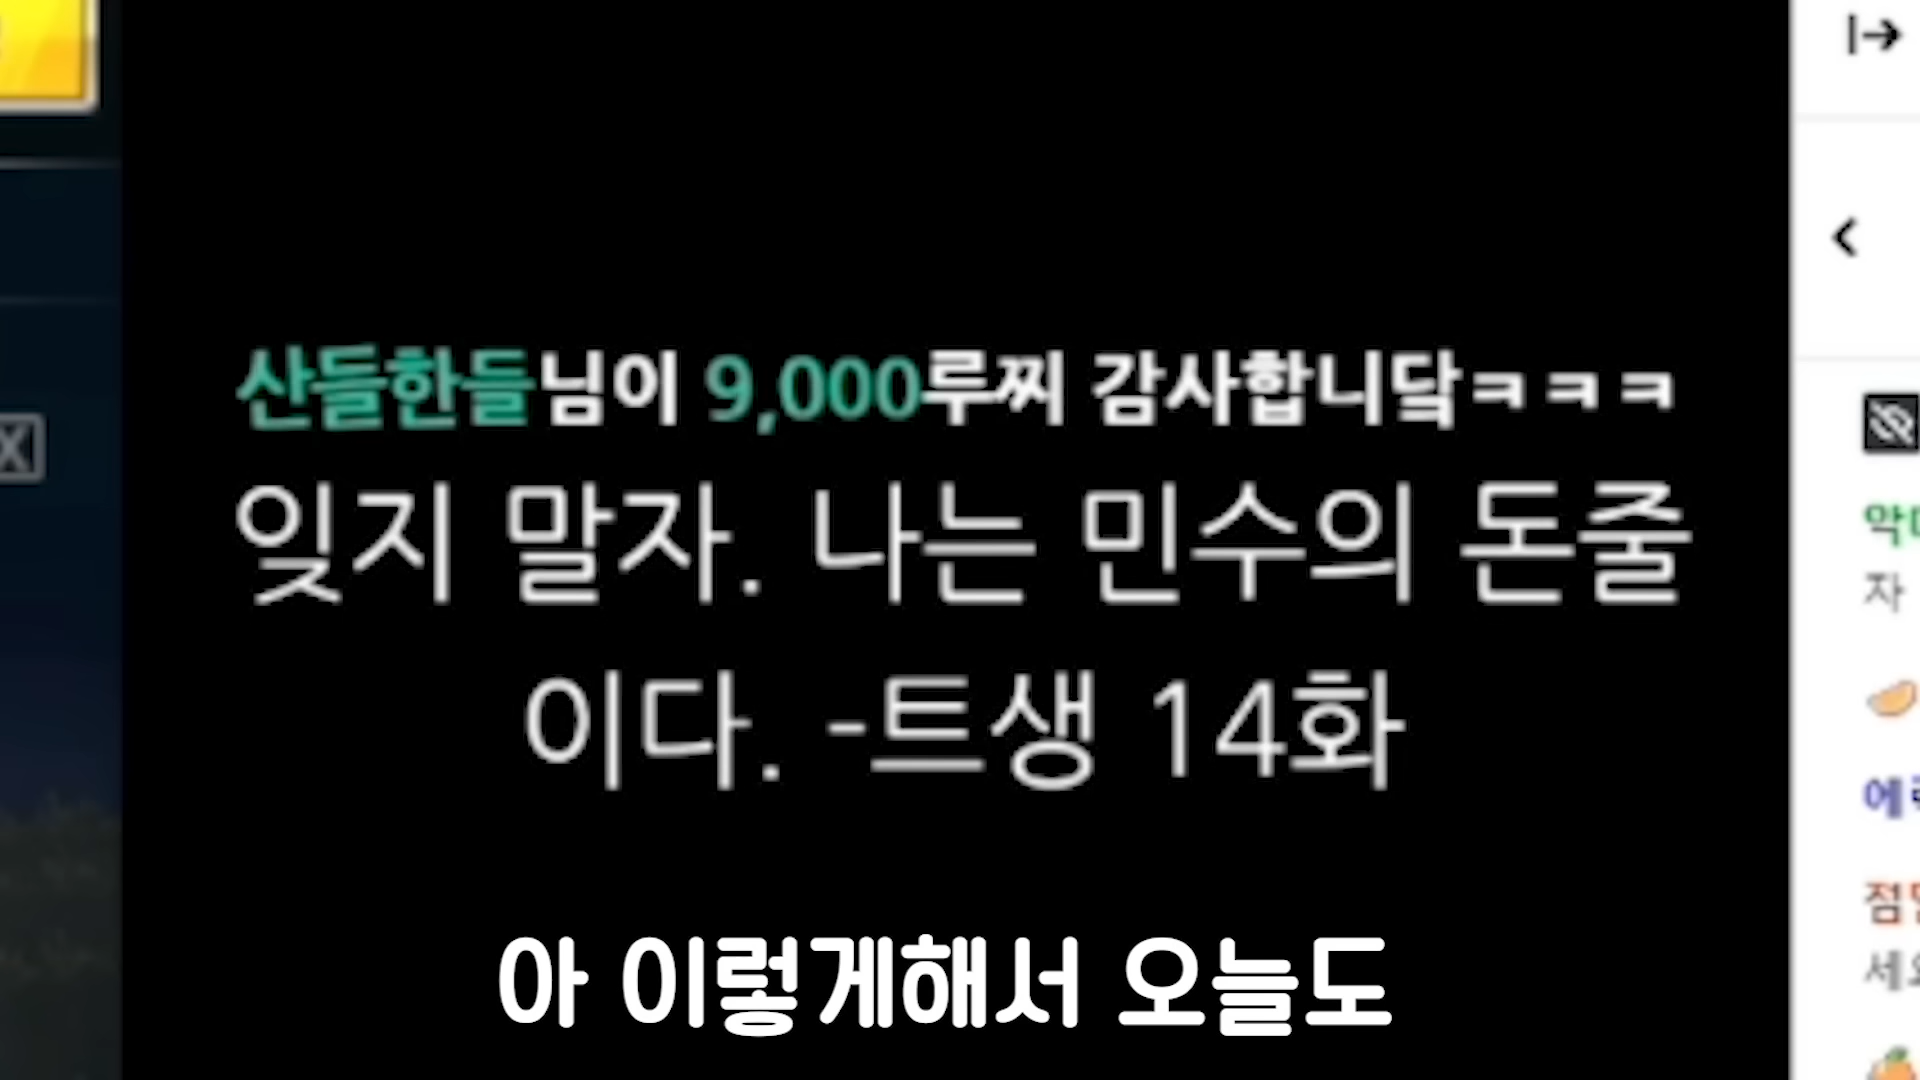 산들한들님이 9,000루찌 감사합니닼ㅋㅋㅋ
잊지 말자. 나는 민수의 돈줄
이다. -트생 14화
아 이렇게해서 오늘도
X
자